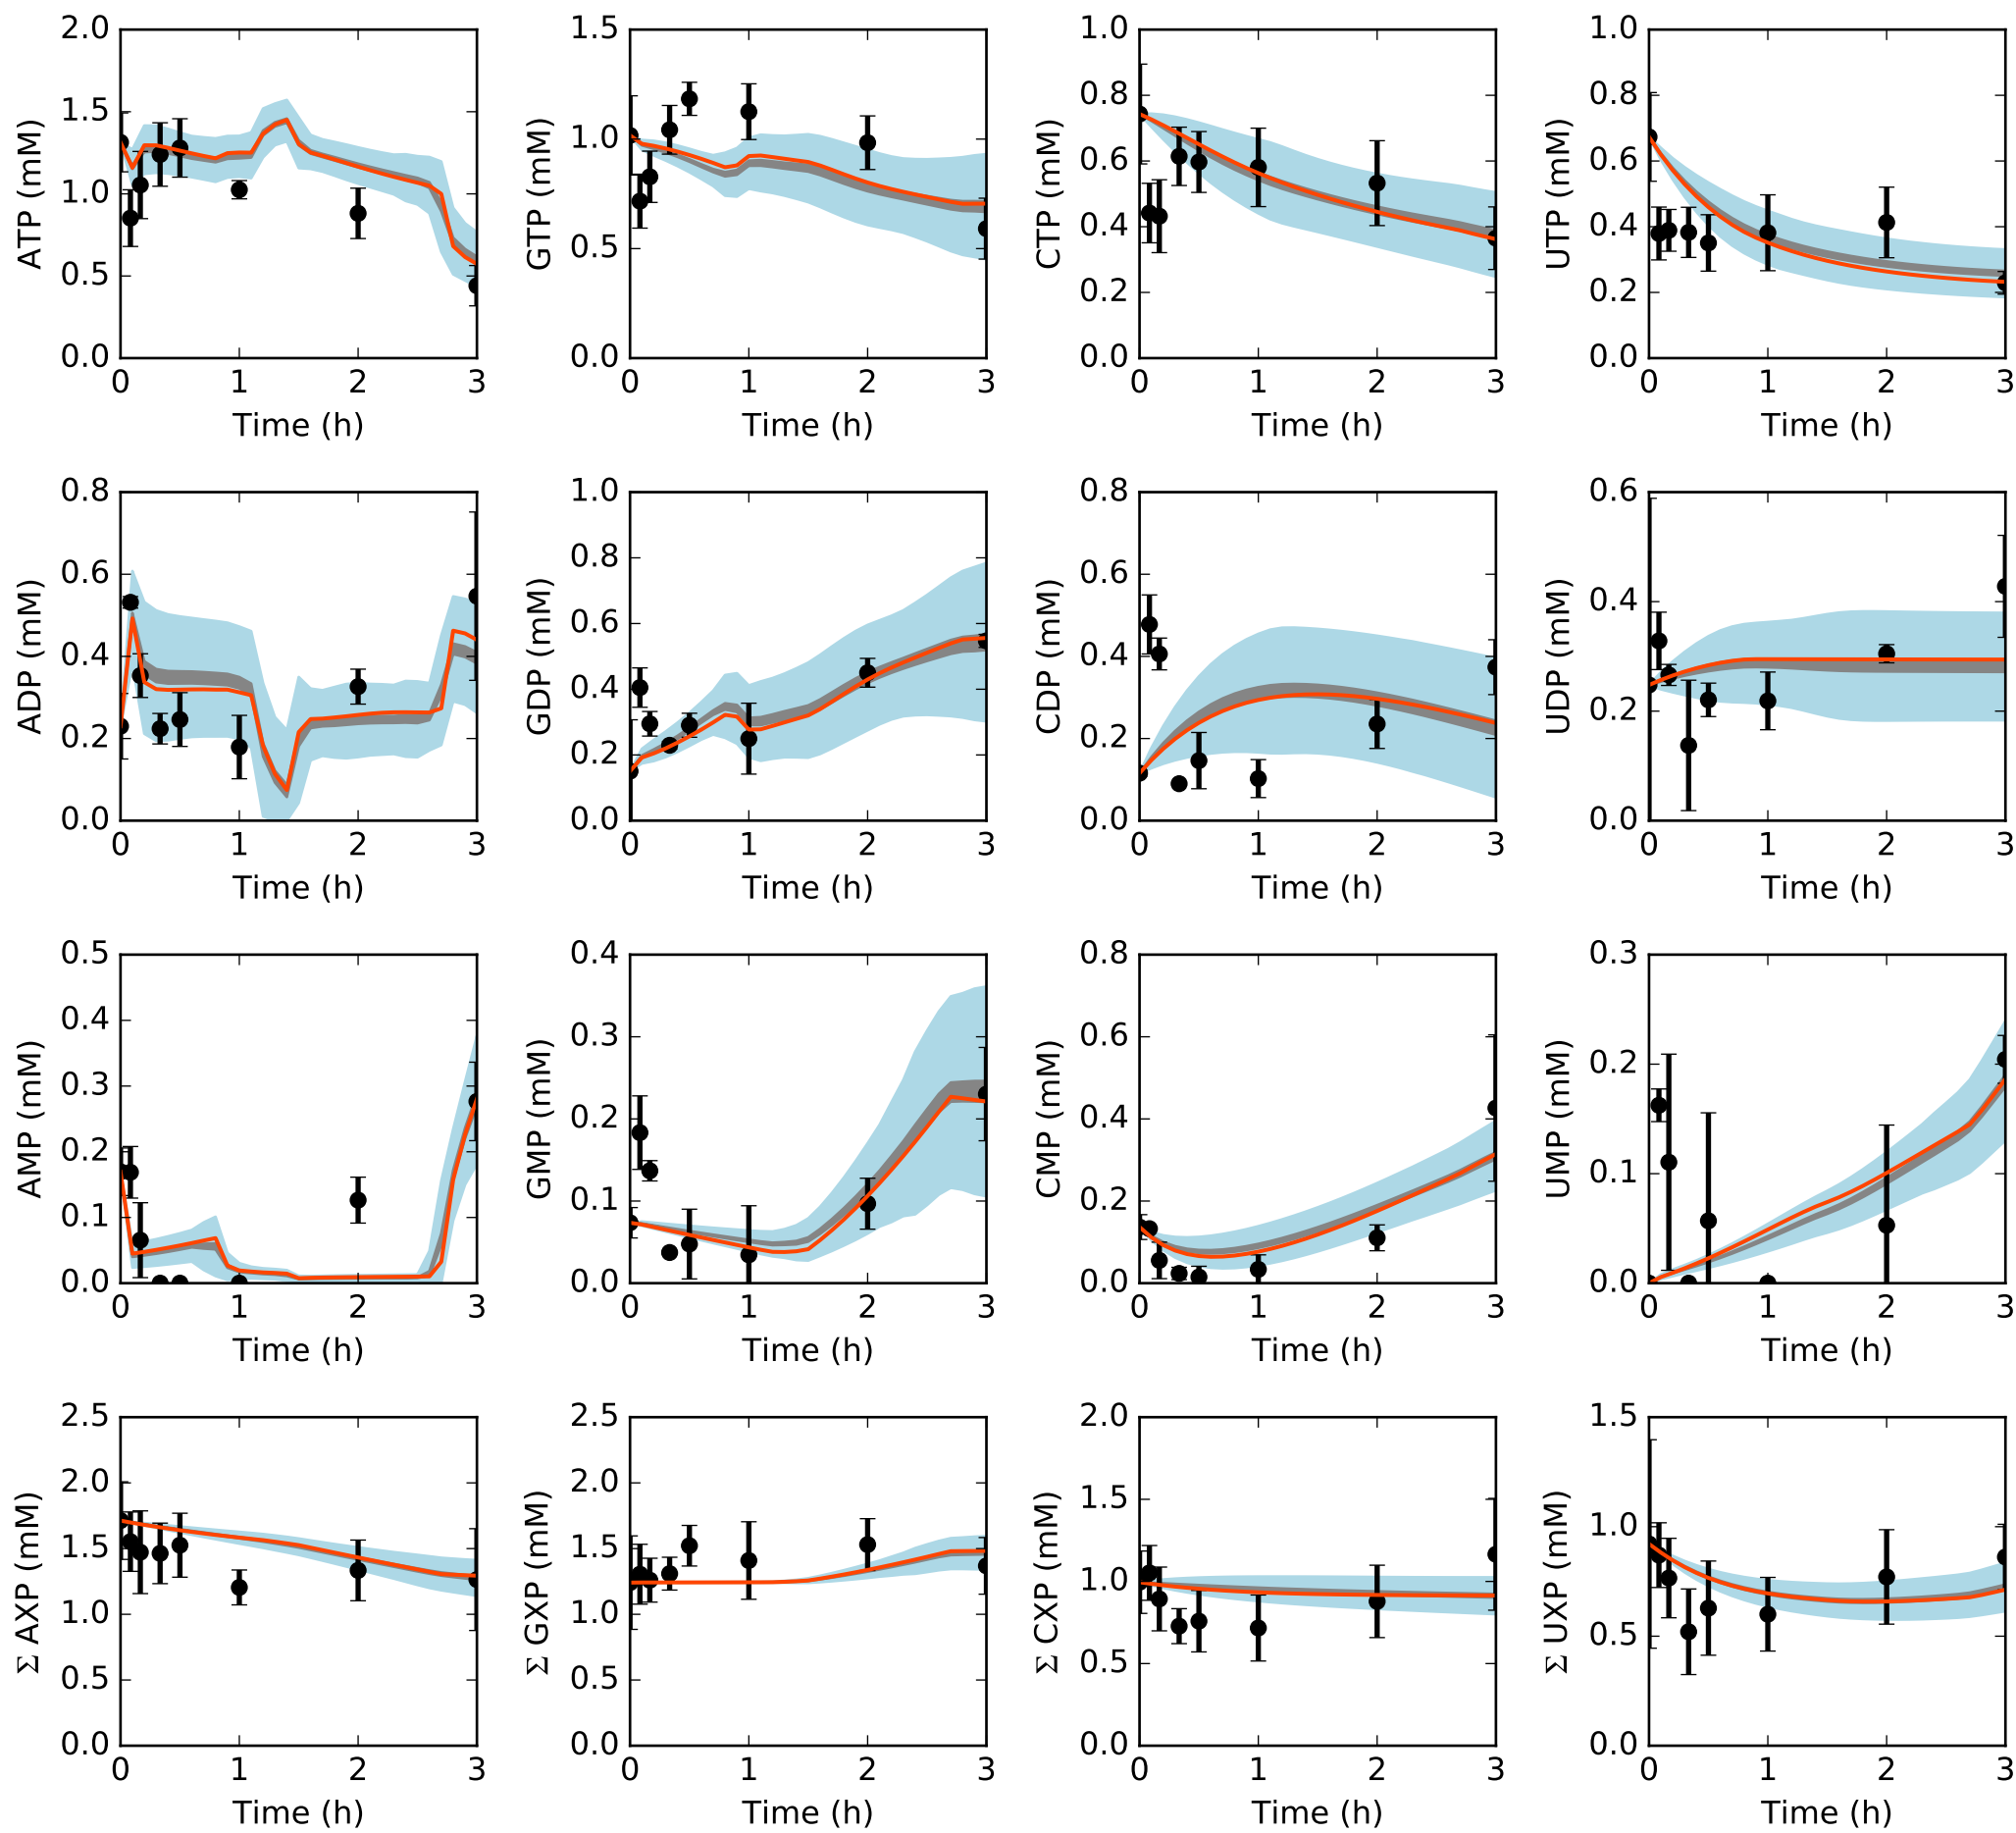 ATP (mM)
2.0
1.5
1.0
0.5
0.0
0 1 2 3
Time (h)
GTP (mM)
1.5
1.0
0.5
0.0
0 1 2 3
Time (h)
CTP (mM)
1.0
0.8
0.6
0.4
0.2
0.0
0 1 2 3
Time (h)
UTP (mM)
1.0
0.8
0.6
0.4
0.2
0.0
0 1 2 3
Time (h)
ADP (mM)
0.8
0.6
0.4
0.2
0.0
0 1 2 3
Time (h)
GDP (mM)
1.0
0.8
0.6
0.4
0.2
0.0
0 1 2 3
Time (h)
CDP (mM)
0.8
0.6
0.4
0.2
0.0
0 1 2 3
Time (h)
UDP (mM)
0.6
0.4
0.2
0.0
0 1 2 3
Time (h)
AMP (mM)
0.5
0.4
0.3
0.2
0.1
0.0
0 1 2 3
Time (h)
GMP (mM)
0.4
0.3
0.2
0.1
0.0
0 1 2 3
Time (h)
CMP (mM)
0.8
0.6
0.4
0.2
0.0
0 1 2 3
Time (h)
UMP (mM)
0.3
0.2
0.1
0.0
0 1 2 3
Time (h)
Σ AXP (mM)
2.5
2.0
1.5
1.0
0.5
0.0
0 1 2 3
Time (h)
Σ GXP (mM)
2.5
2.0
1.5
1.0
0.5
0.0
0 1 2 3
Time (h)
Σ CXP (mM)
2.0
1.5
1.0
0.5
0.0
0 1 2 3
Time (h)
Σ UXP (mM)
1.5
1.0
0.5
0.0
0 1 2 3
Time (h)